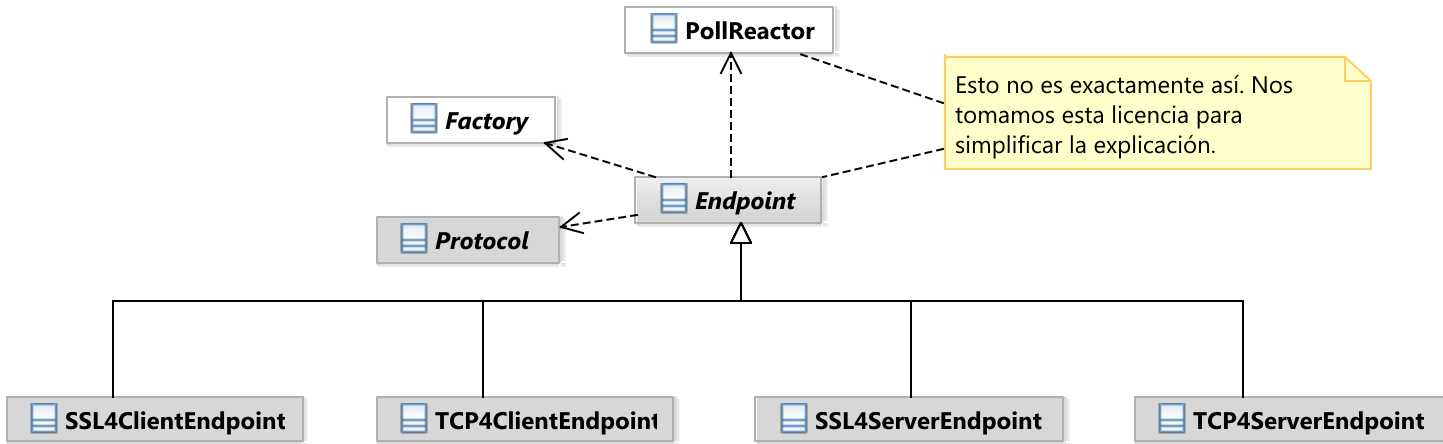 PollReactor
Esto no es exactamente así. Nos
tomamos esta licencia para
simplificar la explicación.
Factory
Endpoint
Protocol
SSL4ClientEndpoint
TCP4ClientEndpoint
SSL4ServerEndpoint
TCP4ServerEndpoint